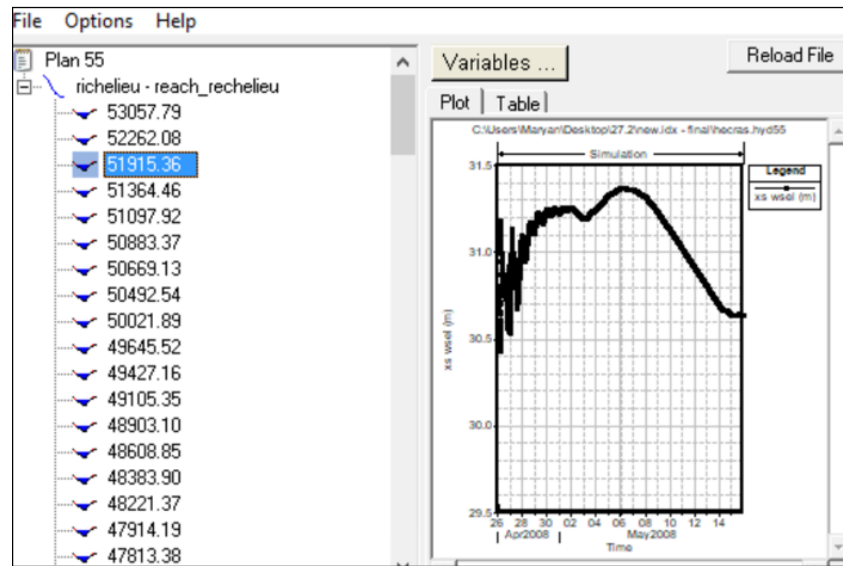 File Options Help
Plan 55
richelieu - reach_rechelieu
53057.79
52262.08
51915.36
51364.46
51097.92
50883.37
50669.13
50492.54
50021.89
49645.52
49427.16
49105.35
48903.10
48608.85
48383.90
48221.37
47914.19
47813.38
Variables ...
Reload File
Plot Table
C:\Users\Maryan\Desktop\27.2\new.idx - final\hecras.hyd55
Simulation
Legend
xs wsel (m)
31.5
31.0
30.5
30.0
29.5
xs wsel (m)
26 28 30 02 04 06 08 10 12 14
Apr2008 May2008
Time